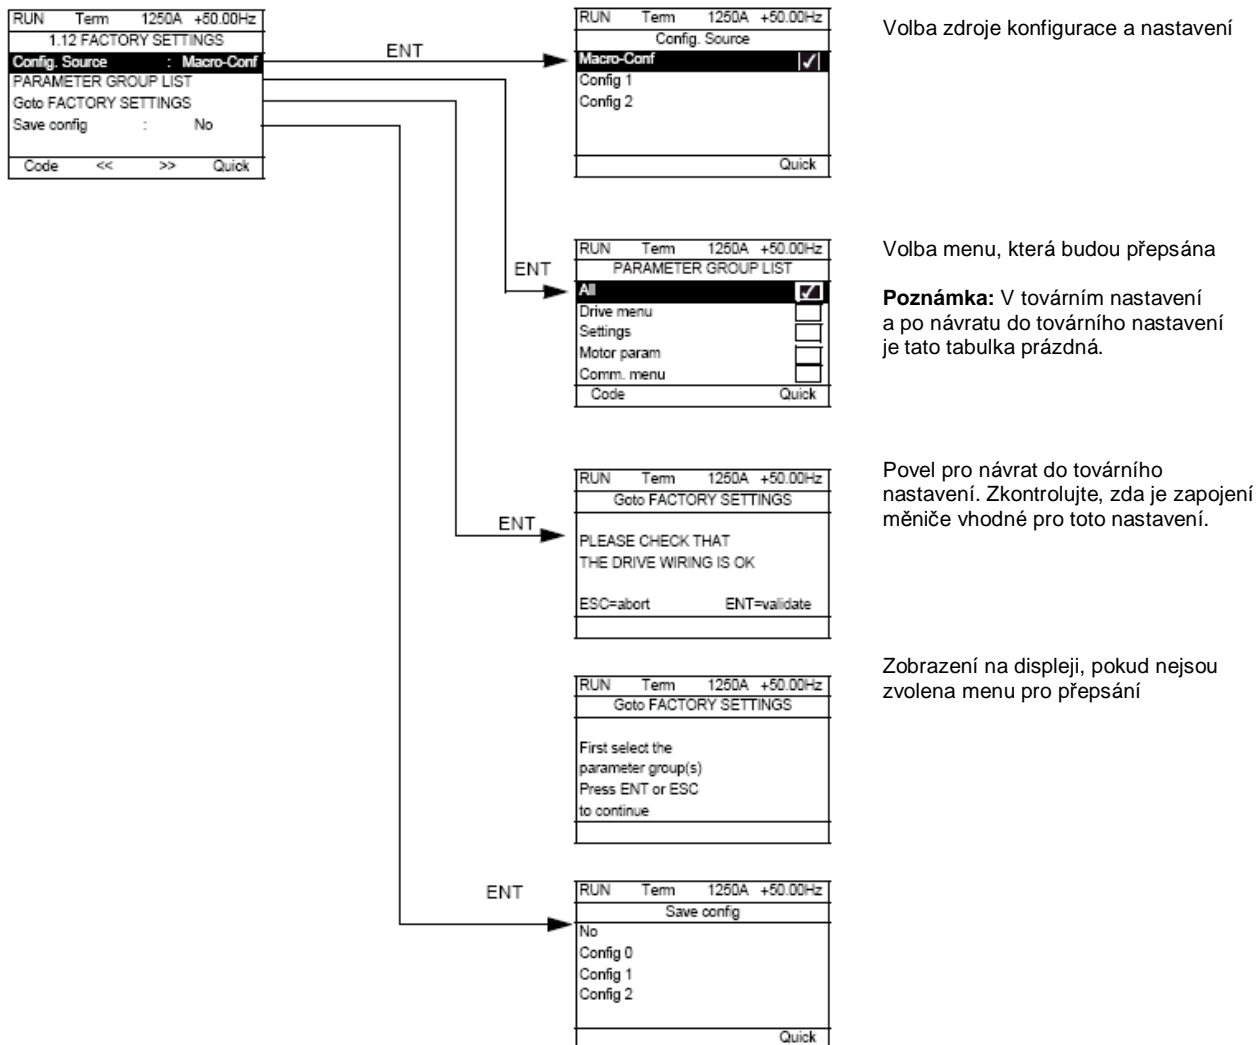 RUN Term 1250A +50.00Hz
1.12 FACTORY SETTINGS
Config. Source : Macro-Conf
PARAMETER GROUP LIST
Goto FACTORY SETTINGS
Save config : No
Code << >> Quick
ENT
RUN Term 1250A +50.00Hz
Config. Source
Macro-Conf
Config 1
Config 2
Quick
Volba zdroje konfigurace a nastavení
ENT
RUN Term 1250A +50.00Hz
PARAMETER GROUP LIST
All
Drive menu
Settings
Motor param
Comm. menu
Code Quick
Volba menu, která budou přepsána
Poznámka: V továrním nastavení
a po návratu do továrního nastavení
je tato tabulka prázdná.
ENT
RUN Term 1250A +50.00Hz
Goto FACTORY SETTINGS
PLEASE CHECK THAT
THE DRIVE WIRING IS OK
ESC=abort ENT=validate
Povel pro návrat do továrního
nastavení. Zkontrolujte, zda je zapojení
měniče vhodné pro toto nastavení.
RUN Term 1250A +50.00Hz
Goto FACTORY SETTINGS
First select the
parameter group(s)
Press ENT or ESC
to continue
Zobrazení na displeji, pokud nejsou
zvolena menu pro přepsání
ENT
RUN Term 1250A +50.00Hz
Save config
No
Config 0
Config 1
Config 2
Quick